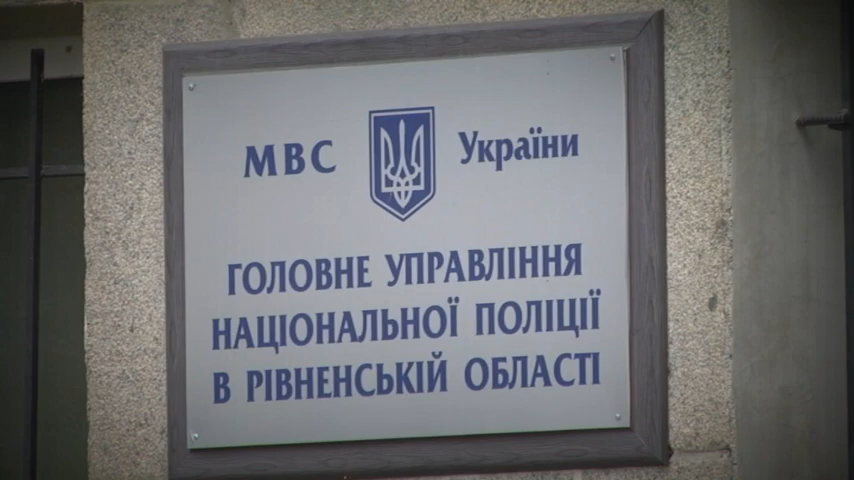 МВС України
ГОЛОВНЕ УПРАВЛІННЯ
НАЦІОНАЛЬНОЇ ПОЛІЦІЇ
В РІВНЕНСЬКІЙ ОБЛАСТІ